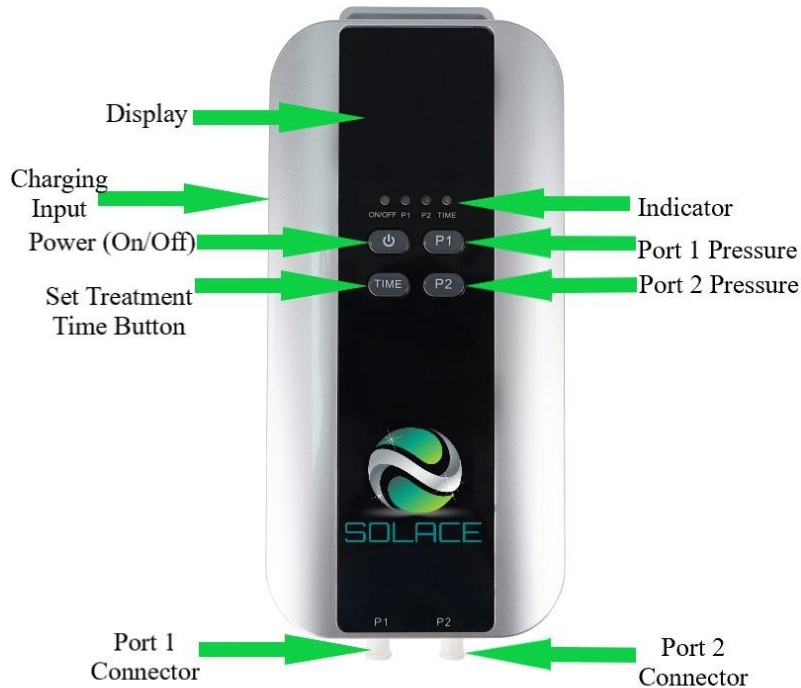 Display
Charging
Input
ON/OFF P1 P2 TIME
Indicator
Power (On/Off)
P1
Port 1 Pressure
Set Treatment
Time Button
TIME
P2
Port 2 Pressure
SOLACE
P1 P2
Port 1
Connector
Port 2
Connector